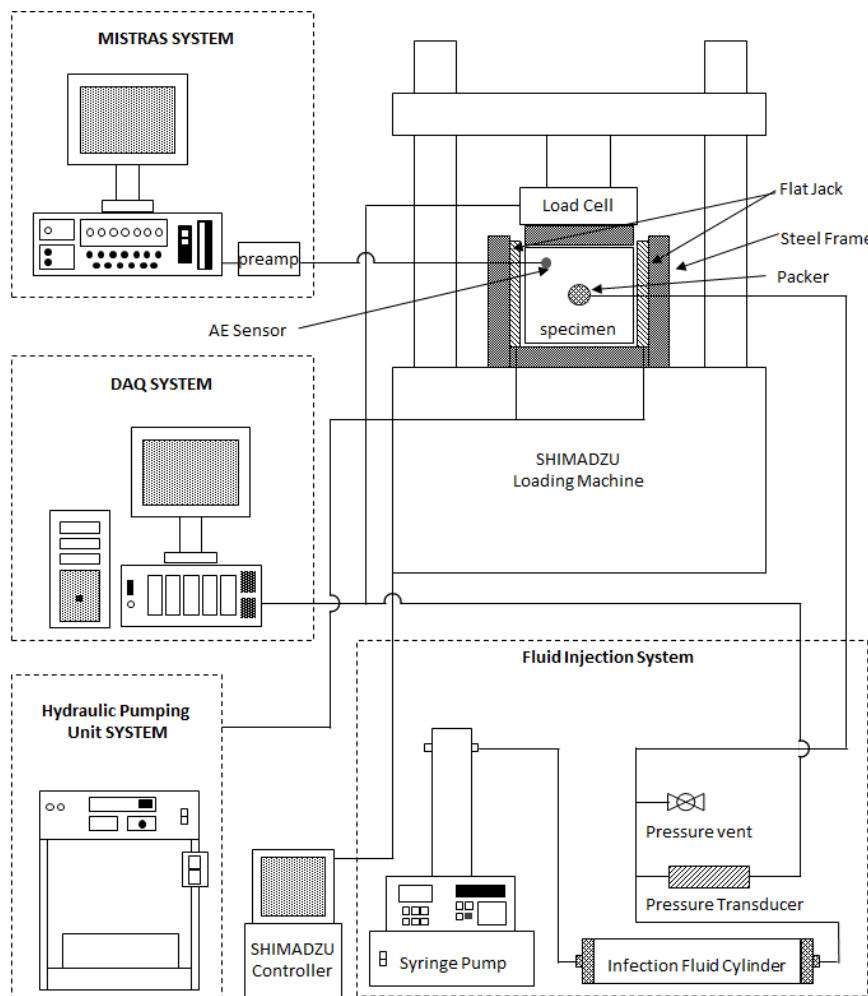 MISTRAS SYSTEM
preamp
AE Sensor
Load Cell
Flat Jack
Steel Frame
Packer
specimen
SHIMADZU
Loading Machine
DAQ SYSTEM
Hydraulic Pumping
Unit SYSTEM
SHIMADZU
Controller
Fluid Injection System
Pressure vent
Pressure Transducer
Syringe Pump
Infection Fluid Cylinder